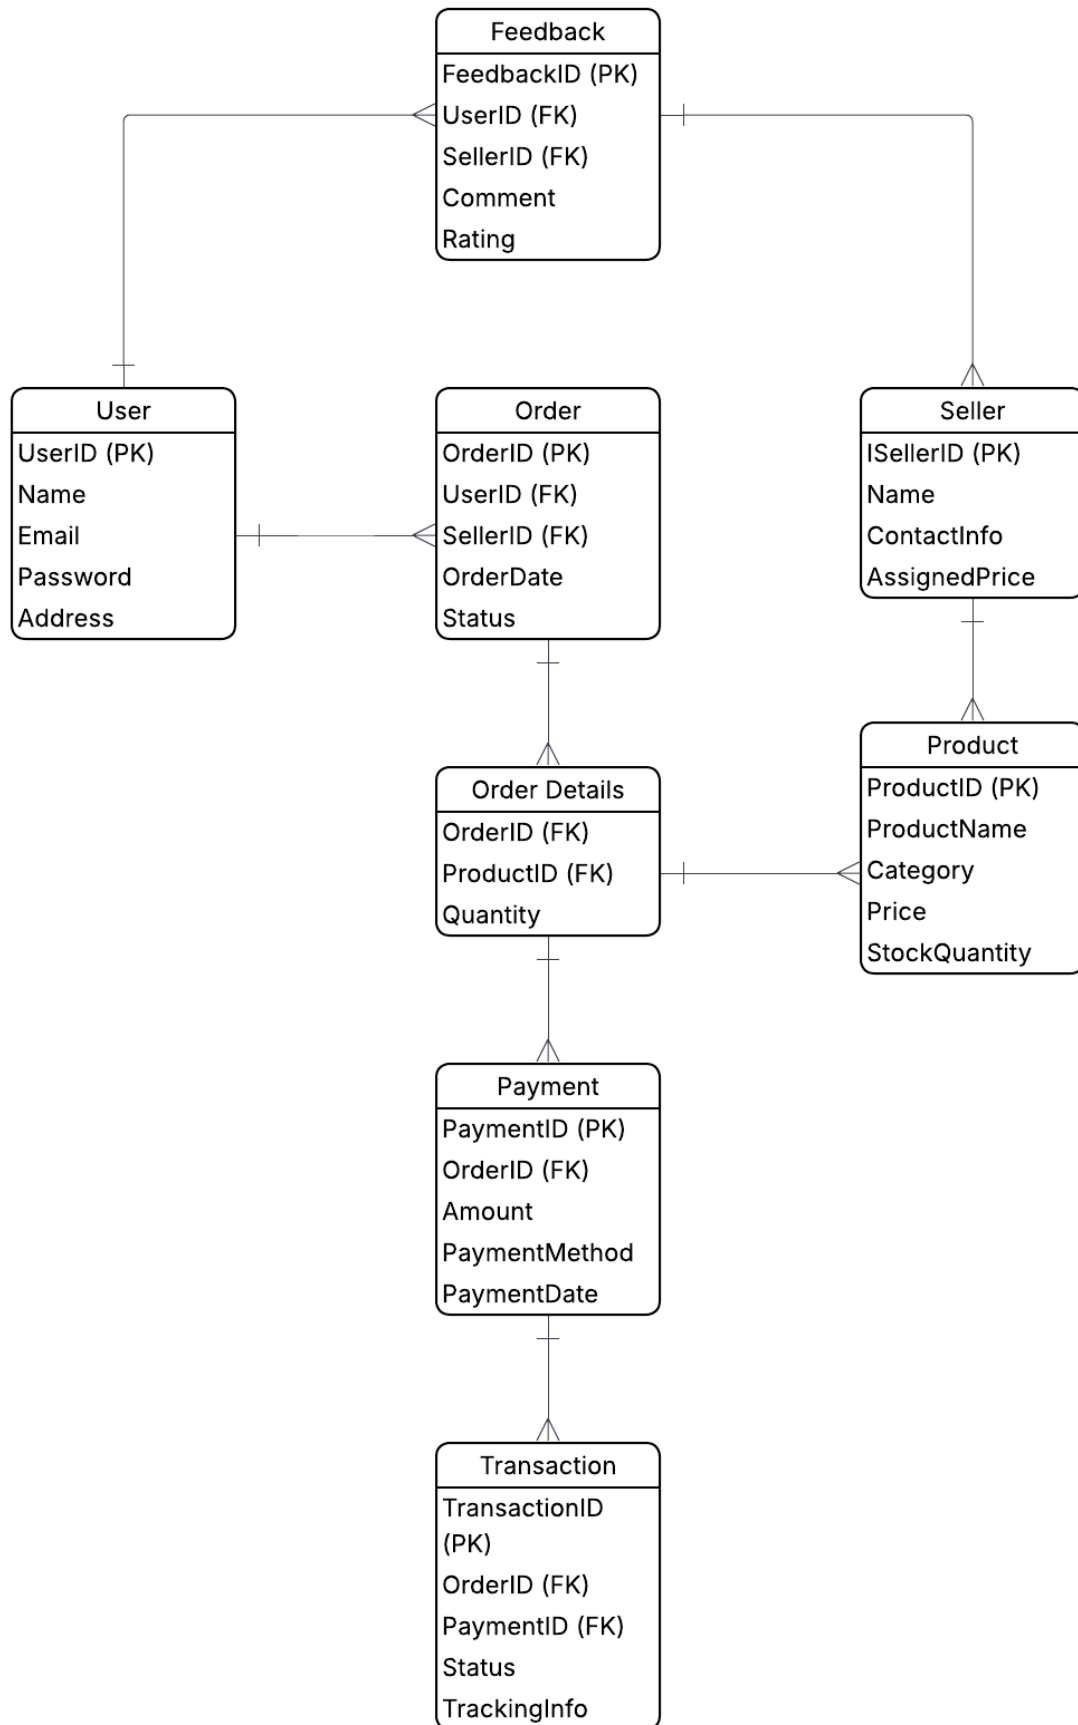 Feedback
FeedbackID (PK)
UserID (FK)
SellerID (FK)
Comment
Rating
User
UserID (PK)
Name
Email
Password
Address
Order
OrderID (PK)
UserID (FK)
SellerID (FK)
OrderDate
Status
Seller
ISellerID (PK)
Name
ContactInfo
AssignedPrice
Order Details
OrderID (FK)
ProductID (FK)
Quantity
Product
ProductID (PK)
ProductName
Category
Price
StockQuantity
Payment
PaymentID (PK)
OrderID (FK)
Amount
PaymentMethod
PaymentDate
Transaction
TransactionID
(PK)
OrderID (FK)
PaymentID (FK)
Status
TrackingInfo